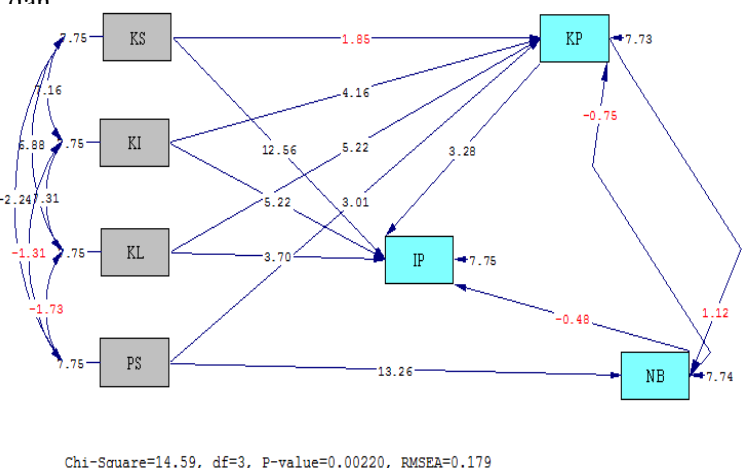 7.75 KS 1.85 KP 7.73
7.16 4.16 -0.75
6.88 .75 KI 12.56 5.22 3.28
-2.24 7.31 5.22 3.01
-1.31 .75 KL 3.70 IP 7.75
-1.73 -0.48 1.12
7.75 PS 13.26 NB 7.74
Chi-Square=14.59, df=3, P-value=0.00220, RMSEA=0.179